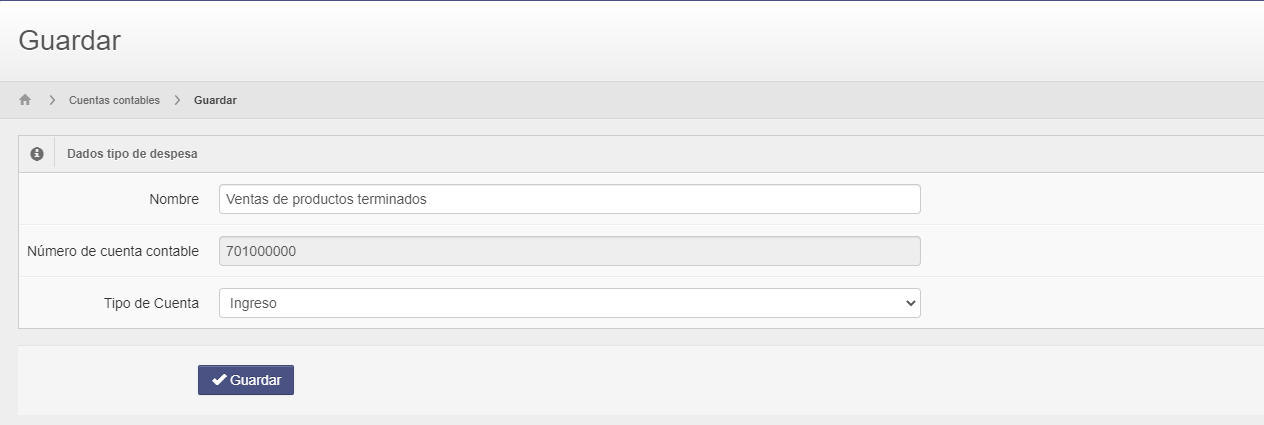 Guardar
Cuentas contables Guardar
Dados tipo de despesa
Nombre Ventas de productos terminados
Número de cuenta contable 701000000
Tipo de Cuenta Ingreso
Guardar